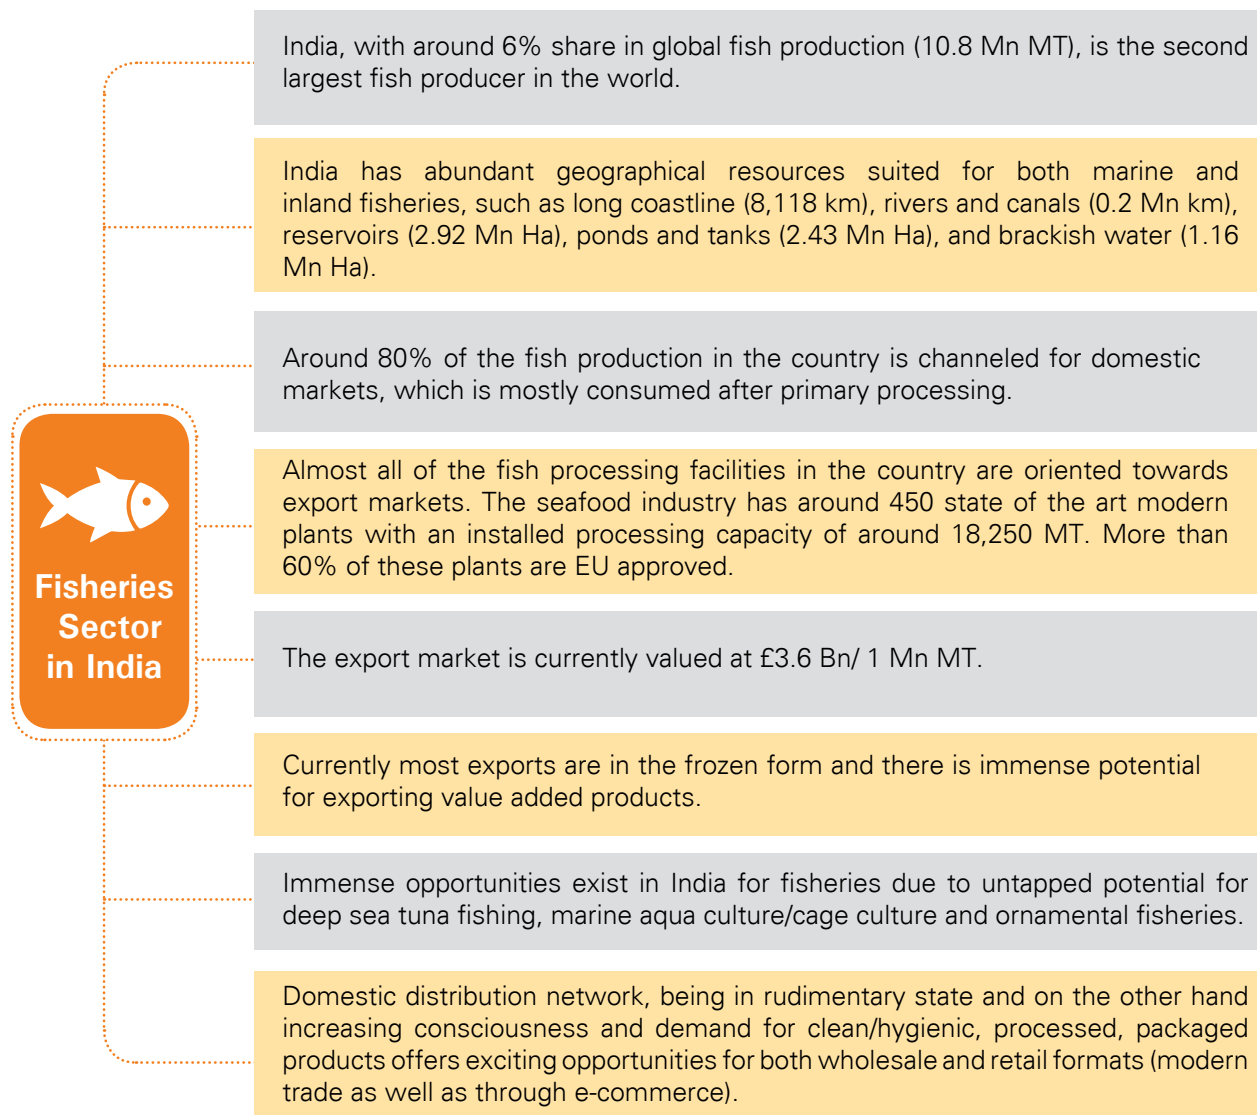 India, with around 6% share in global fish production (10.8 Mn MT), is the second
largest fish producer in the world.
India has abundant geographical resources suited for both marine and
inland fisheries, such as long coastline (8,118 km), rivers and canals (0.2 Mn km),
reservoirs (2.92 Mn Ha), ponds and tanks (2.43 Mn Ha), and brackish water (1.16
Mn Ha).
Around 80% of the fish production in the country is channeled for domestic
markets, which is mostly consumed after primary processing.
Almost all of the fish processing facilities in the country are oriented towards
export markets. The seafood industry has around 450 state of the art modern
plants with an installed processing capacity of around 18,250 MT. More than
60% of these plants are EU approved.
Fisheries
Sector
in India
The export market is currently valued at £3.6 Bn/ 1 Mn MT.
Currently most exports are in the frozen form and there is immense potential
for exporting value added products.
Immense opportunities exist in India for fisheries due to untapped potential for
deep sea tuna fishing, marine aqua culture/cage culture and ornamental fisheries.
Domestic distribution network, being in rudimentary state and on the other hand
increasing consciousness and demand for clean/hygienic, processed, packaged
products offers exciting opportunities for both wholesale and retail formats (modern
trade as well as through e-commerce).